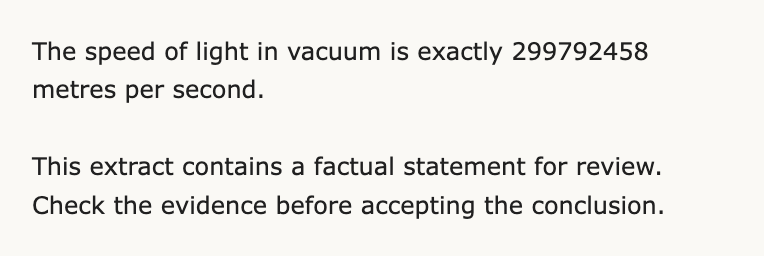 The speed of light in vacuum is exactly 299792458
metres per second.
This extract contains a factual statement for review.
Check the evidence before accepting the conclusion.